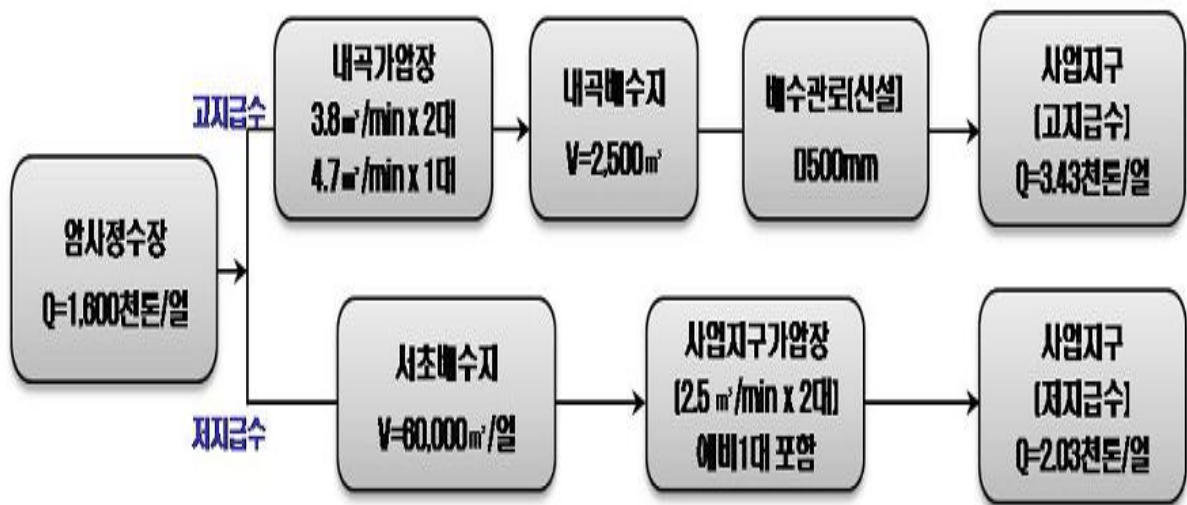 고지급수
내곡가압장
3.8㎥/min x 2대
4.7㎥/min x 1대
내곡배수지
V=2,500㎥
배수관로[신설]
D500mm
사업지구
[고지급수]
Q=3.43천톤/일
암사정수장
Q=1,600천톤/일
저지급수
서초배수지
V=60,000㎥/일
사업지구가압장
[2.5 ㎥/min x 2대]
예비1대 포함
사업지구
[저지급수]
Q=2.03천톤/일